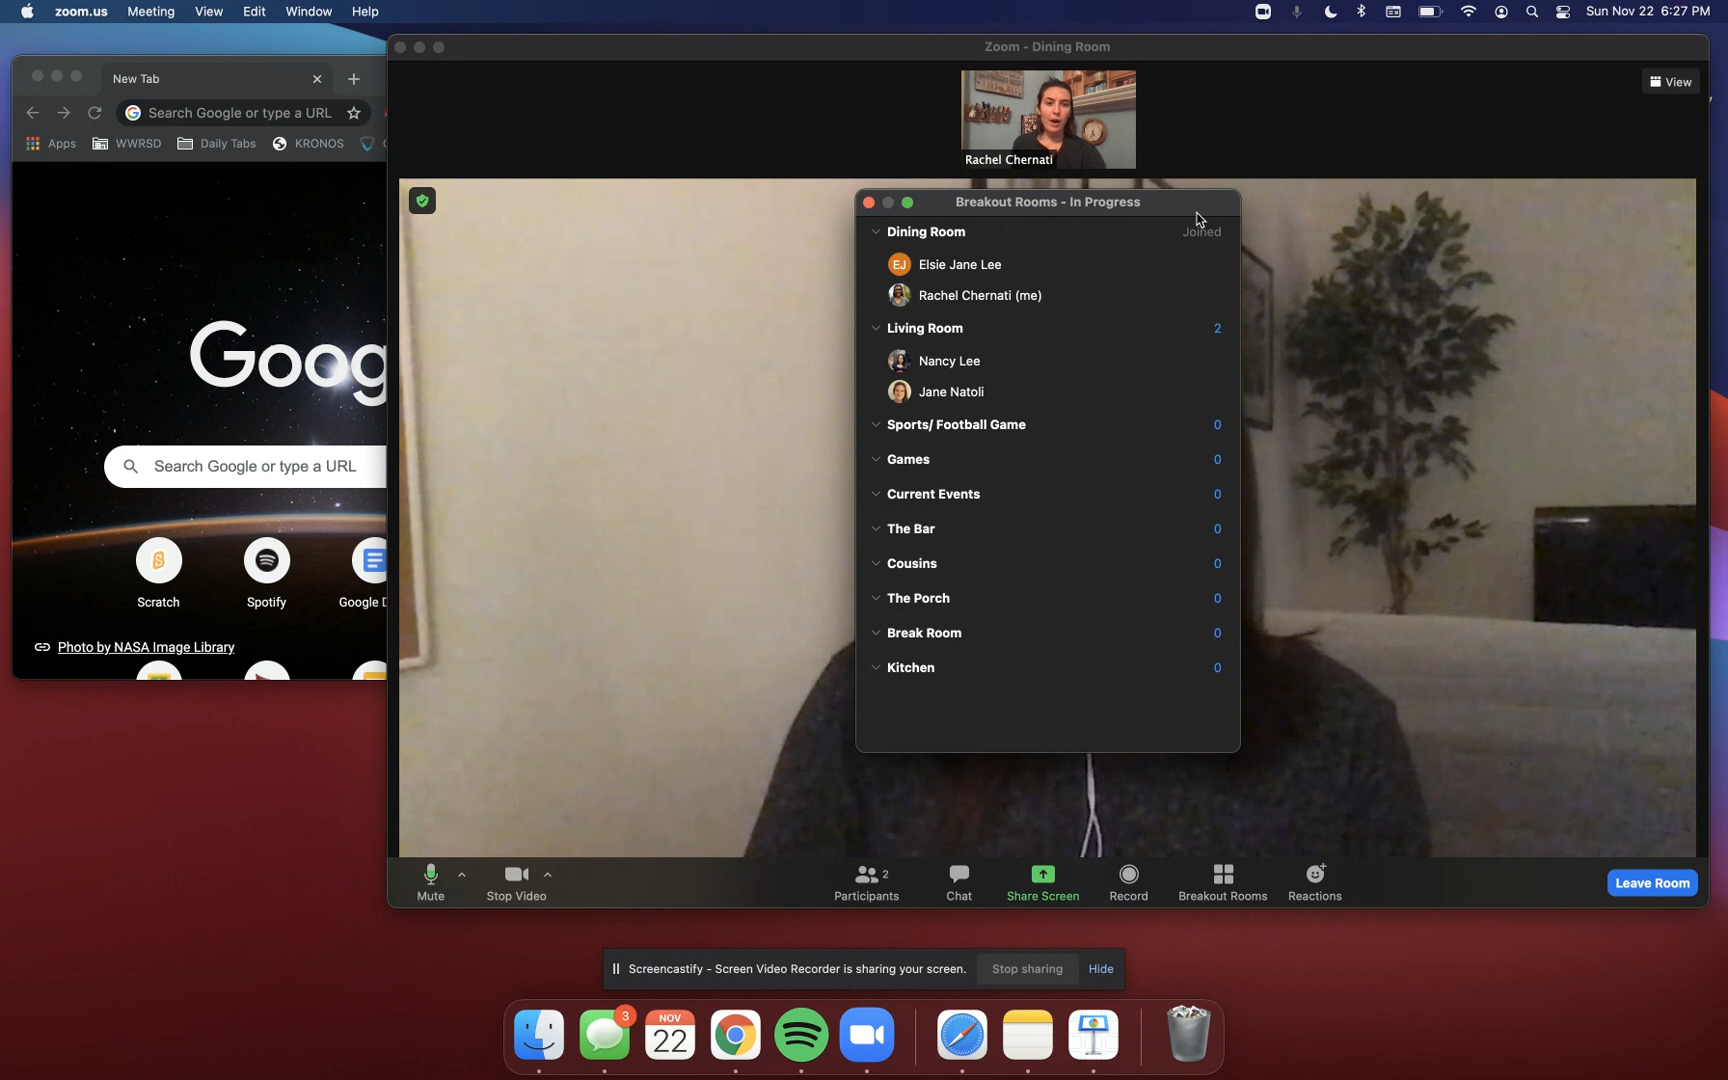 zoom.us Meeting View Edit Window Help
Sun Nov 22 6:27 PM
New Tab
Search Google or type a URL
Apps WWRSD Daily Tabs KRONOS
Goog
Search Google or type a URL
Scratch Spotify Google D
Photo by NASA Image Library
Zoom - Dining Room
View
Rachel Chernati
Breakout Rooms - In Progress
Dining Room Joined
EJ Elsie Jane Lee
Rachel Chernati (me)
Living Room 2
Nancy Lee
Jane Natoli
Sports/ Football Game 0
Games 0
Current Events 0
The Bar 0
Cousins 0
The Porch 0
Break Room 0
Kitchen 0
2
Mute Stop Video Participants Chat Share Screen Record Breakout Rooms Reactions Leave Room
Screencastify - Screen Video Recorder is sharing your screen. Stop sharing Hide
3
NOV
22